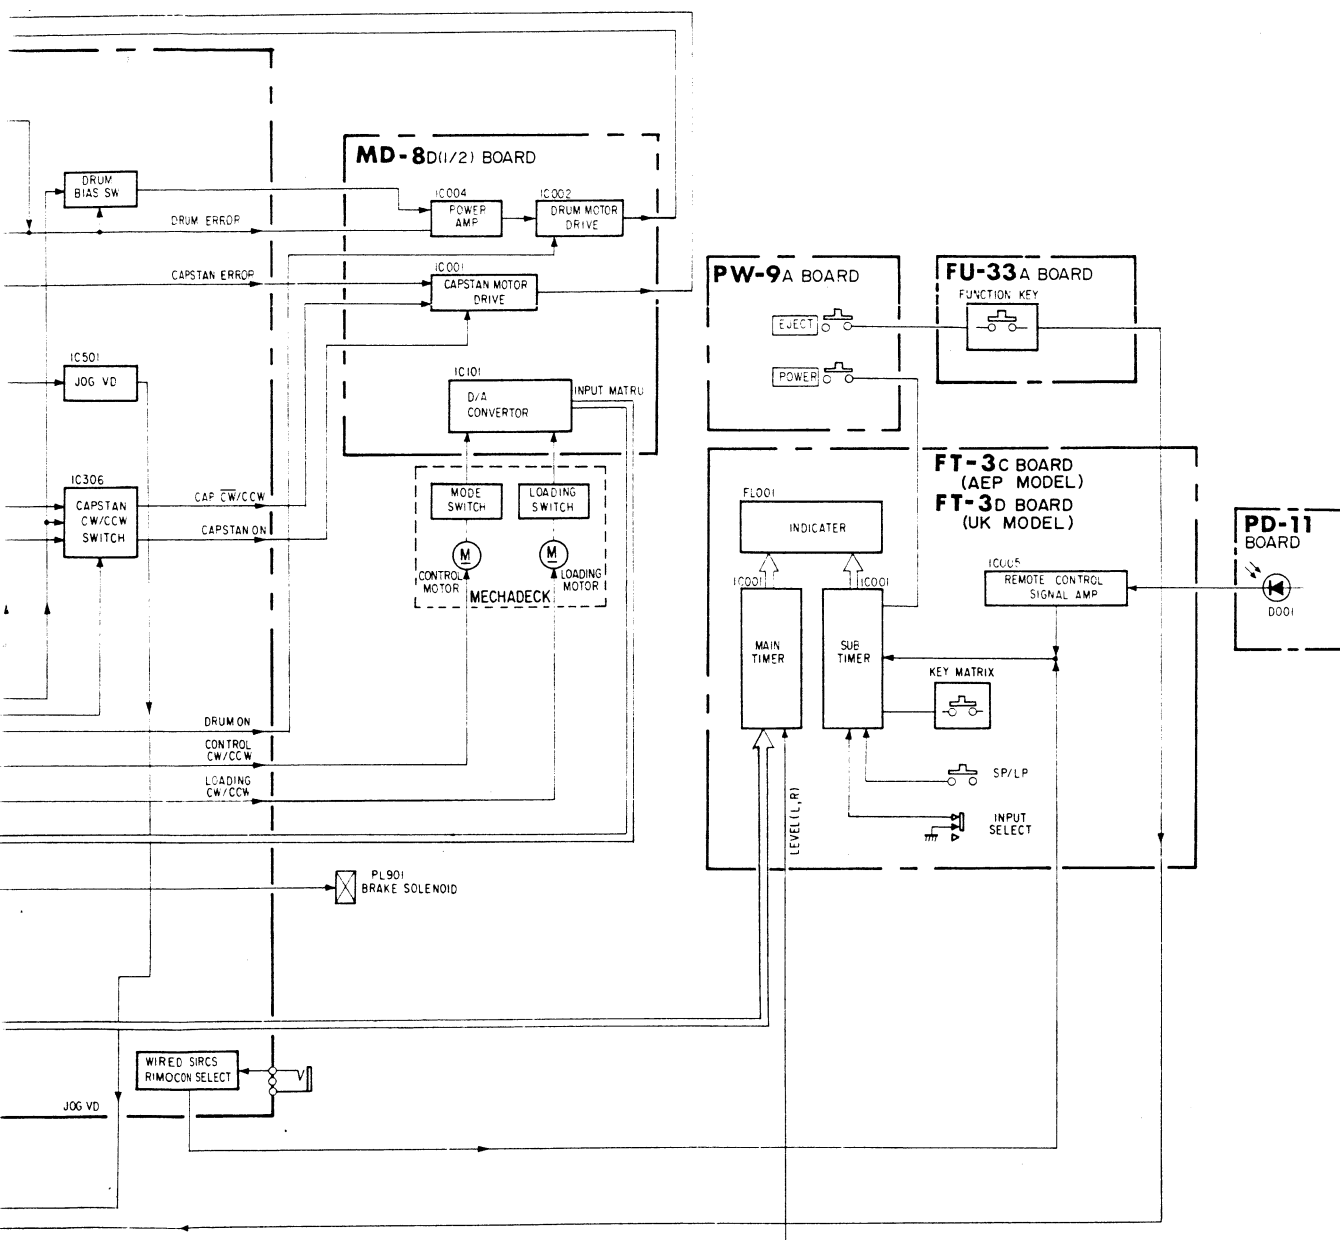 MD-8D(1/2) BOARD
DRUM
BIAS SW
IC004
POWER
AMP
IC002
DRUM MOTOR
DRIVE
DRUM ERROR
CAPSTAN ERROR
IC001
CAPSTAN MOTOR
DRIVE
PW-9A BOARD
EJECT
POWER
FU-33A BOARD
FUNCTION KEY
IC501
JOG VD
IC101
D/A
CONVERTOR
INPUT MATRU
IC306
CAPSTAN
CW/CCW
SWITCH
CAP CW/CCW
CAPSTAN ON
MODE
SWITCH
LOADING
SWITCH
M
M
CONTROL
MOTOR
LOADING
MOTOR
MECHADECK
FT-3C BOARD
(AEP MODEL)
FT-3D BOARD
(UK MODEL)
FL001
INDICATER
IC001
IC001
MAIN
TIMER
SUB
TIMER
IC005
REMOTE CONTROL
SIGNAL AMP
PD-11
BOARD
D001
KEY MATRIX
SP/LP
INPUT
SELECT
LEVEL(L,R)
DRUM ON
CONTROL
CW/CCW
LOADING
CW/CCW
PL901
BRAKE SOLENOID
WIRED SIRCS
RIMOCON SELECT
JOG VD